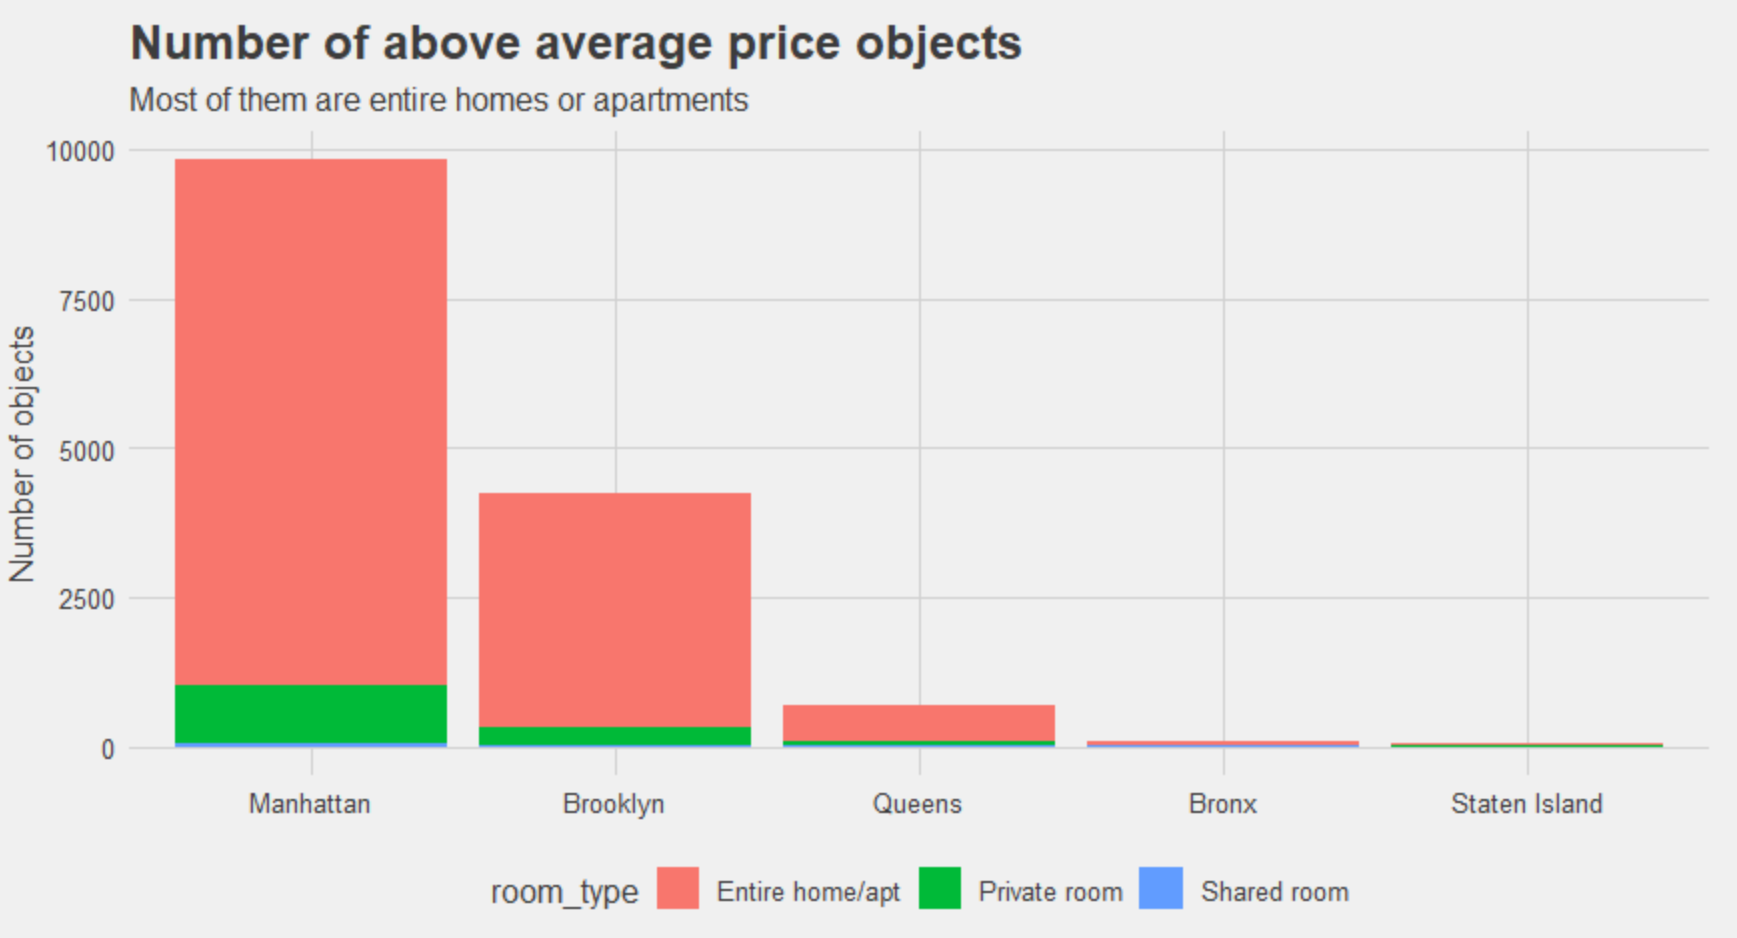 Number of above average price objects
Most of them are entire homes or apartments
Number of objects
10000
7500
5000
2500
0
Manhattan Brooklyn Queens Bronx Staten Island
room_type Entire home/apt Private room Shared room